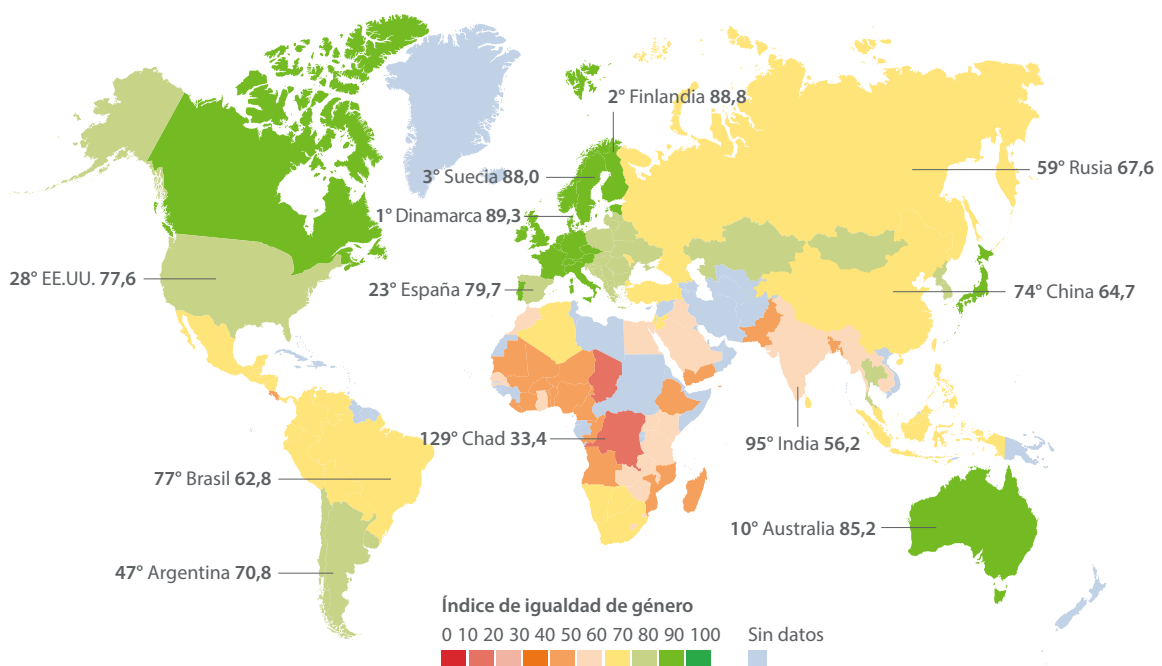 2° Finlandia 88,8
3° Suecia 88,0
59° Rusia 67,6
1° Dinamarca 89,3
28° EE.UU. 77,6
23° España 79,7
74° China 64,7
129° Chad 33,4
95° India 56,2
77° Brasil 62,8
10° Australia 85,2
47° Argentina 70,8
Índice de igualdad de género
0 10 20 30 40 50 60 70 80 90 100
Sin datos